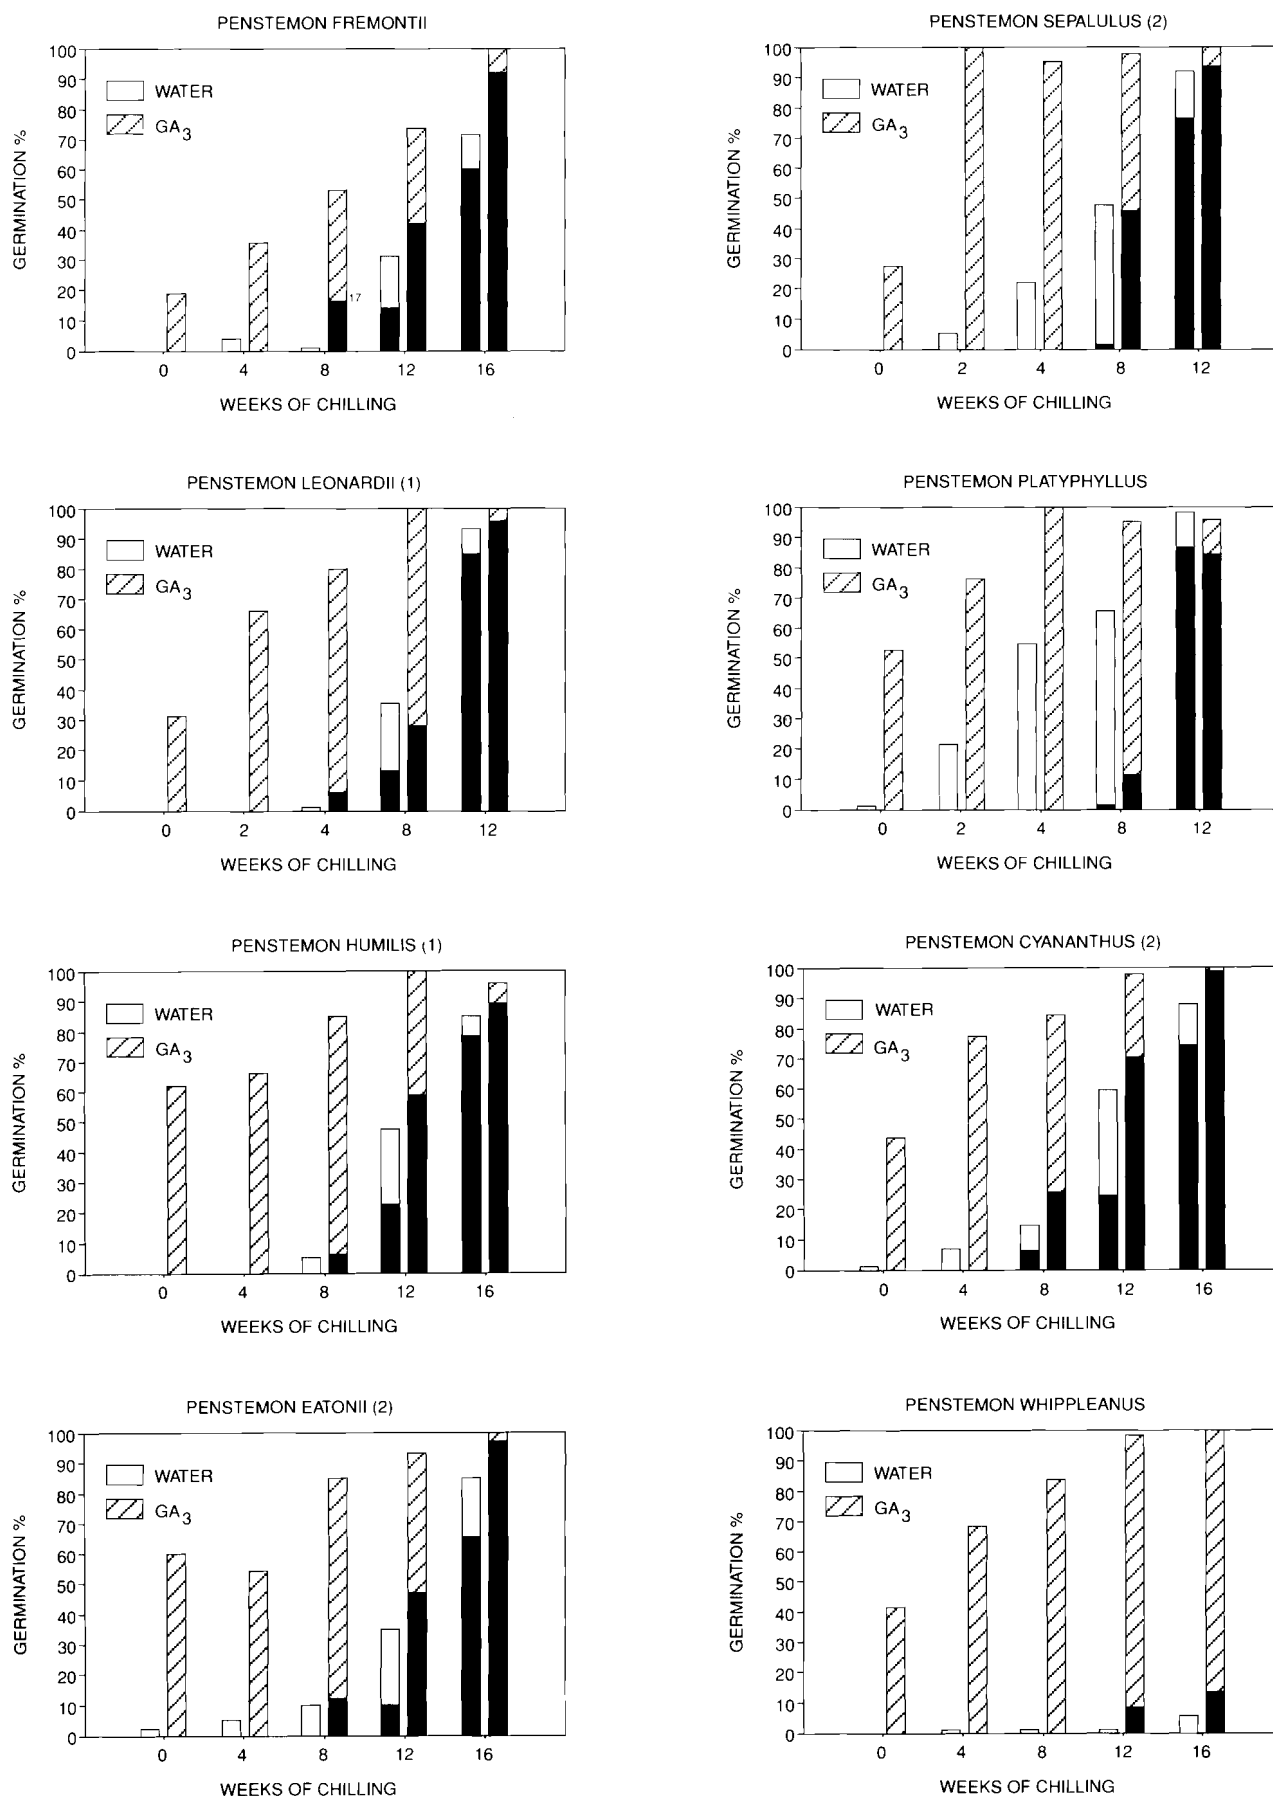 PENSTEMON FREMONTII
100
90
80
70
60
50
40
30
20
10
0
GERMINATION %
WATER
GA3
17
0 4 8 12 16
WEEKS OF CHILLING
PENSTEMON SEPALULUS (2)
100
90
80
70
60
50
40
30
20
10
0
GERMINATION %
WATER
GA3
0 2 4 8 12
WEEKS OF CHILLING
PENSTEMON LEONARDII (1)
100
90
80
70
60
50
40
30
20
10
0
GERMINATION %
WATER
GA3
0 2 4 8 12
WEEKS OF CHILLING
PENSTEMON PLATYPHYLLUS
100
90
80
70
60
50
40
30
20
10
0
GERMINATION %
WATER
GA3
0 2 4 8 12
WEEKS OF CHILLING
PENSTEMON HUMILIS (1)
100
90
80
70
60
50
40
30
20
10
0
GERMINATION %
WATER
GA3
0 4 8 12 16
WEEKS OF CHILLING
PENSTEMON CYANANTHUS (2)
100
90
80
70
60
50
40
30
20
10
0
GERMINATION %
WATER
GA3
0 4 8 12 16
WEEKS OF CHILLING
PENSTEMON EATONII (2)
100
90
80
70
60
50
40
30
20
10
0
GERMINATION %
WATER
GA3
0 4 8 12 16
WEEKS OF CHILLING
PENSTEMON WHIPPLEANUS
100
90
80
70
60
50
40
30
20
10
0
GERMINATION %
WATER
GA3
0 4 8 12 16
WEEKS OF CHILLING